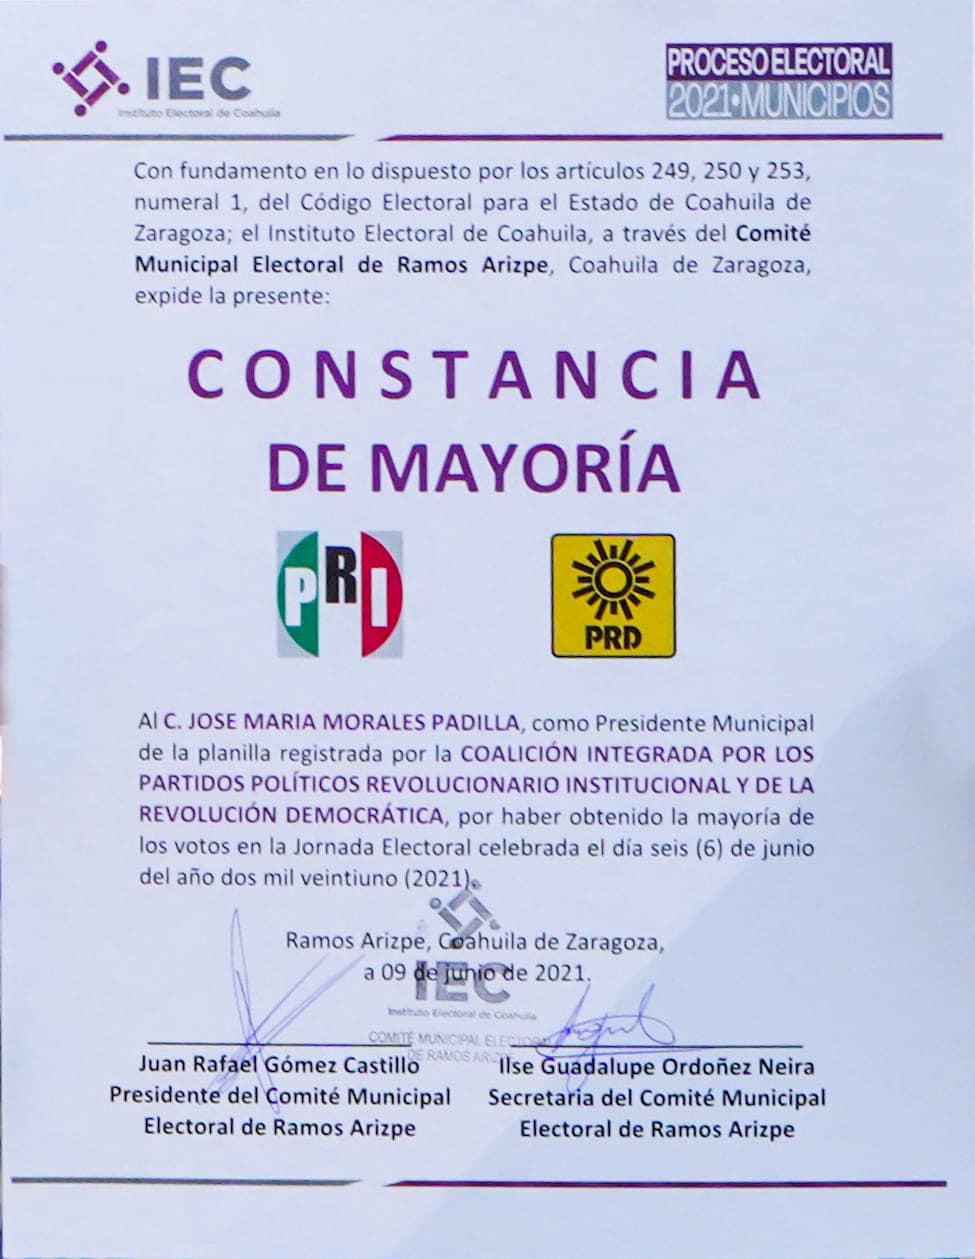 IEC
Instituto Electoral de Coahuila
PROCESO ELECTORAL
2021•MUNICIPIOS
Con fundamento en lo dispuesto por los artículos 249, 250 y 253,
numeral 1, del Código Electoral para el Estado de Coahuila de
Zaragoza; el Instituto Electoral de Coahuila, a través del Comité
Municipal Electoral de Ramos Arizpe, Coahuila de Zaragoza,
expide la presente:
CONSTANCIA
DE MAYORÍA
PRI
PRD
Al C. JOSE MARIA MORALES PADILLA, como Presidente Municipal
de la planilla registrada por la COALICIÓN INTEGRADA POR LOS
PARTIDOS POLÍTICOS REVOLUCIONARIO INSTITUCIONAL Y DE LA
REVOLUCIÓN DEMOCRÁTICA, por haber obtenido la mayoría de
los votos en la Jornada Electoral celebrada el día seis (6) de junio
del año dos mil veintiuno (2021).
Ramos Arizpe, Coahuila de Zaragoza,
a 09 de junio de 2021.
IEC
Instituto Electoral de Coahuila
COMITÉ MUNICIPAL ELECTORAL
DE RAMOS ARIZPE
Juan Rafael Gómez Castillo
Presidente del Comité Municipal
Electoral de Ramos Arizpe
Ilse Guadalupe Ordoñez Neira
Secretaria del Comité Municipal
Electoral de Ramos Arizpe